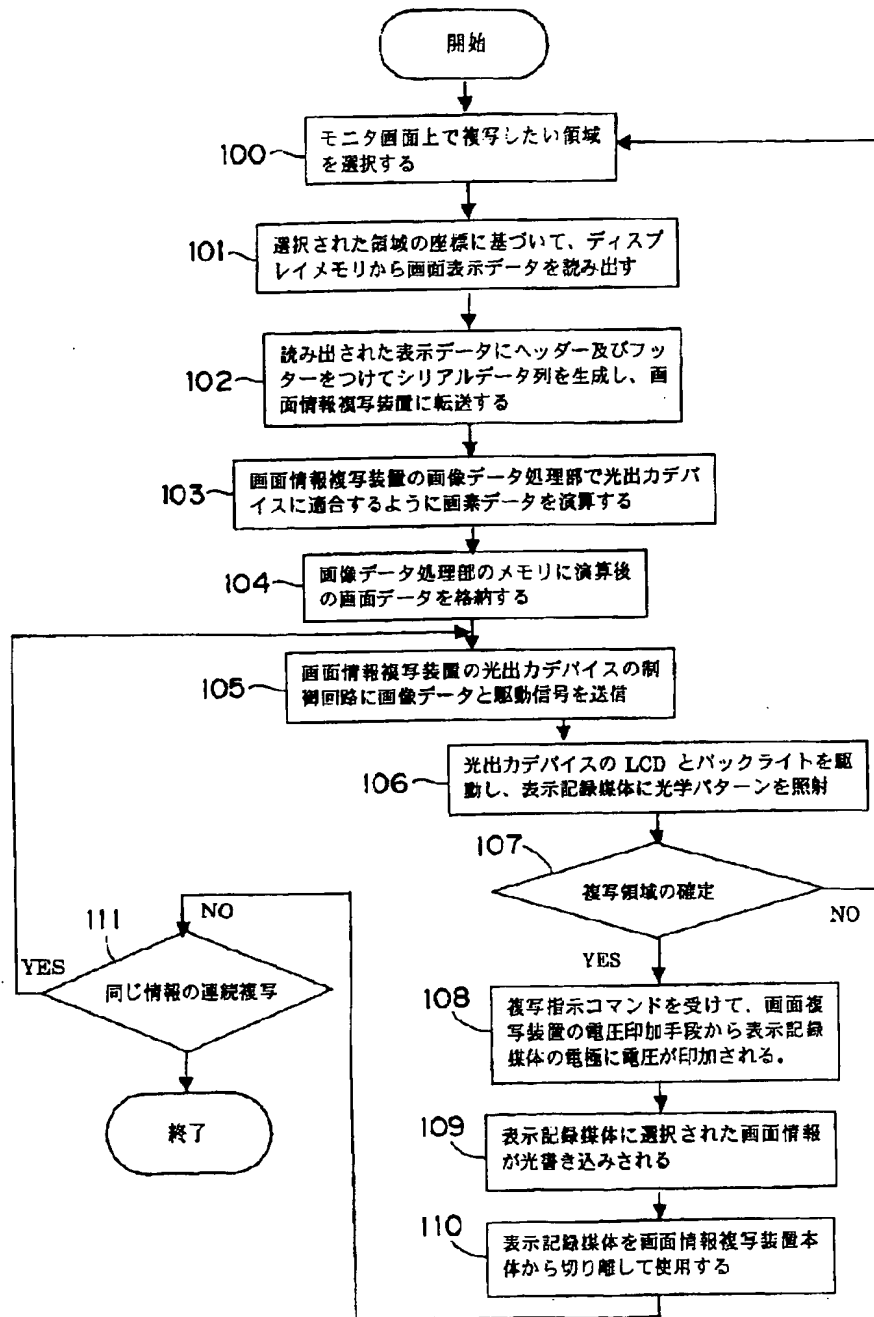 開始
100
モニタ画面上で複写したい領域
を選択する
101
選択された領域の座標に基づいて、ディスプ
レイメモリから画面表示データを読み出す
102
読み出された表示データにヘッダー及びフッ
ターをつけてシリアルデータ列を生成し、画
面情報複写装置に転送する
103
画面情報複写装置の画像データ処理部で光出力デバ
イスに適合するように画素データを演算する
104
画像データ処理部のメモリに演算後
の画面データを格納する
105
画面情報複写装置の光出力デバイスの制
御回路に画像データと駆動信号を送信
106
光出力デバイスの LCD とバックライトを駆
動し、表示記録媒体に光学パターンを照射
107
複写領域の確定
NO
YES
108
複写指示コマンドを受けて、画面複
写装置の電圧印加手段から表示記録
媒体の電極に電圧が印加される。
109
表示記録媒体に選択された画面情報
が光書き込みされる
110
表示記録媒体を画面情報複写装置本
体から切り離して使用する
111
NO
YES
同じ情報の連続複写
終了